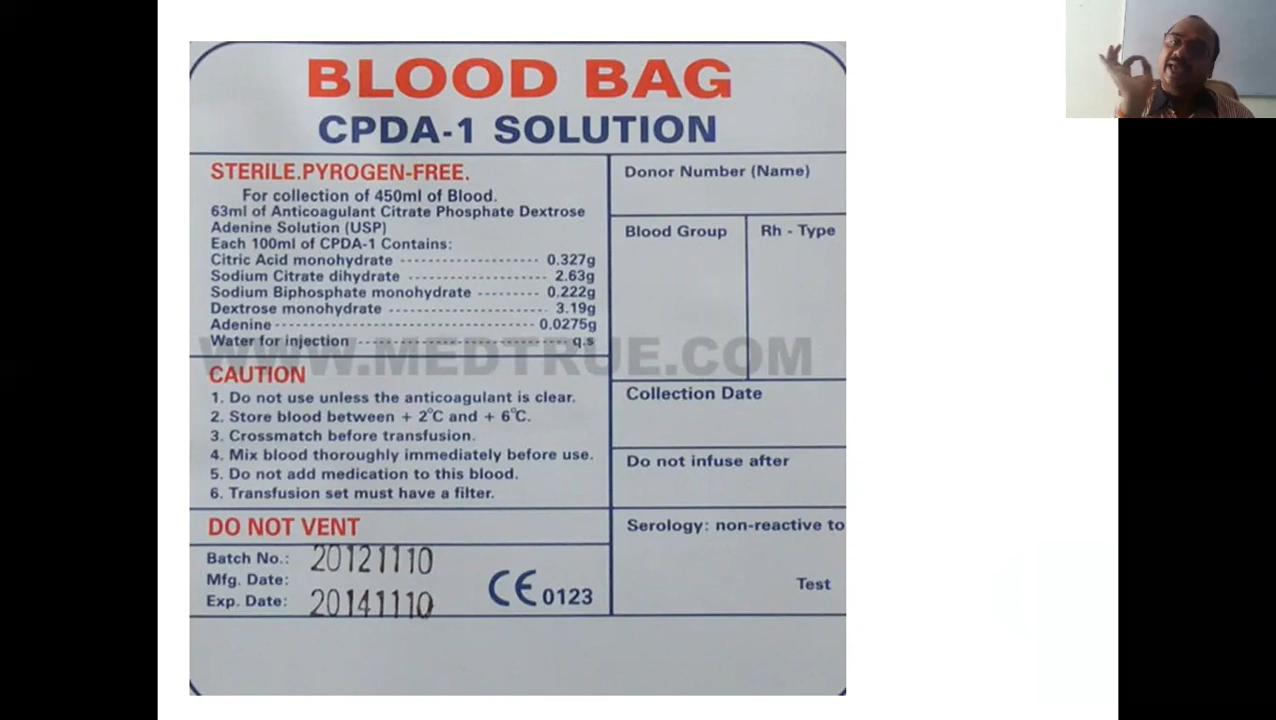 BLOOD BAG
CPDA-1 SOLUTION
STERILE.PYROGEN-FREE.
For collection of 450ml of Blood.
63ml of Anticoagulant Citrate Phosphate Dextrose
Adenine Solution (USP)
Each 100ml of CPDA-1 Contains:
Citric Acid monohydrate ---------------------- 0.327g
Sodium Citrate dihydrate ---------------------- 2.63g
Sodium Biphosphate monohydrate --------- 0.222g
Dextrose monohydrate -------------------------- 3.19g
Adenine ------------------------------------------ 0.0275g
Water for injection ---------------------------------- q.s
WWW.MEDTRUE.COM
CAUTION
1. Do not use unless the anticoagulant is clear.
2. Store blood between + 2°C and + 6°C.
3. Crossmatch before transfusion.
4. Mix blood thoroughly immediately before use.
5. Do not add medication to this blood.
6. Transfusion set must have a filter.
DO NOT VENT
Batch No.: 20121110
Mfg. Date:
Exp. Date: 20141110
CE 0123
Donor Number (Name)
Blood Group
Rh - Type
Collection Date
Do not infuse after
Serology: non-reactive to
Test